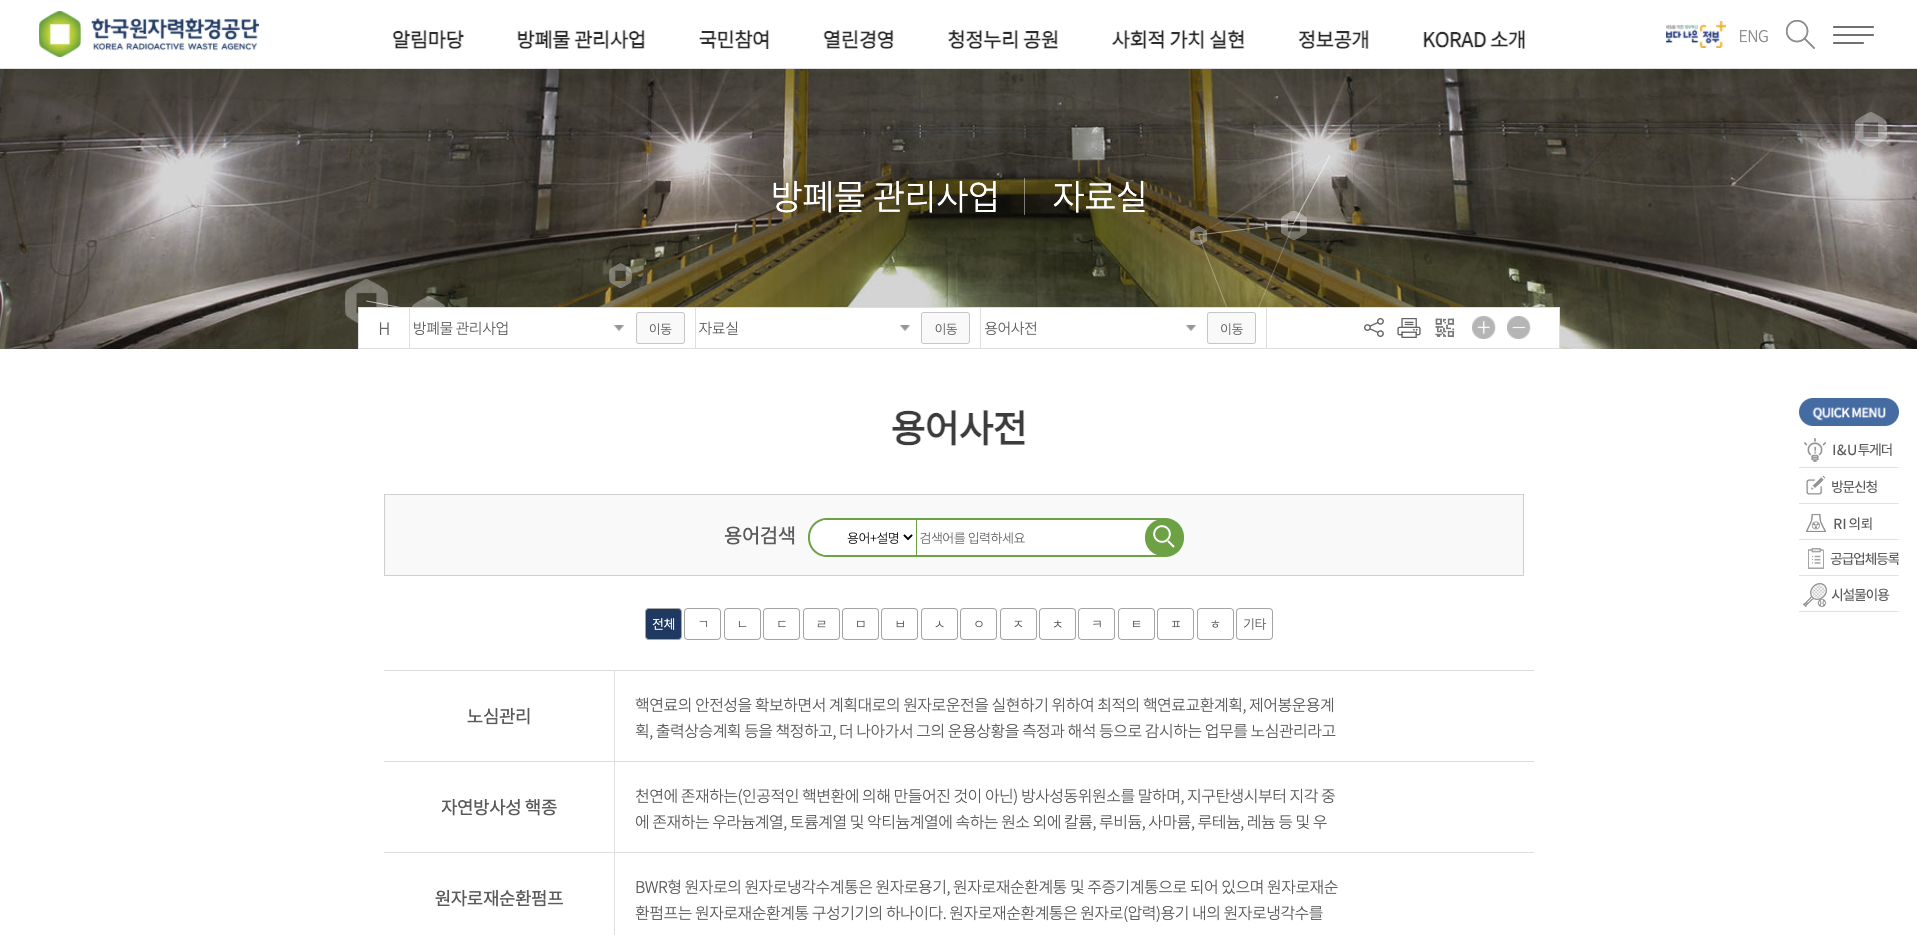 한국원자력환경공단
KOREA RADIOACTIVE WASTE AGENCY
알림마당 방폐물 관리사업 국민참여 열린경영 청정누리 공원 사회적 가치 실현 정보공개 KORAD 소개
보다 나은 정부
ENG
방폐물 관리사업 자료실
H 방폐물 관리사업 이동 자료실 이동 용어사전 이동
용어사전
QUICK MENU
I&U 투게더
방문신청
RI 의뢰
공급업체등록
시설물이용
용어검색 용어+설명 검색어를 입력하세요
전체 ㄱ ㄴ ㄷ ㄹ ㅁ ㅂ ㅅ ㅇ ㅈ ㅊ ㅋ ㅌ ㅍ ㅎ 기타
노심관리
핵연료의 안전성을 확보하면서 계획대로의 원자로운전을 실현하기 위하여 최적의 핵연료교환계획, 제어봉운용계
획, 출력상승계획 등을 책정하고, 더 나아가서 그의 운용상황을 측정과 해석 등으로 감시하는 업무를 노심관리라고
자연방사성 핵종
천연에 존재하는(인공적인 핵변환에 의해 만들어진 것이 아닌) 방사성동위원소를 말하며, 지구탄생시부터 지각 중
에 존재하는 우라늄계열, 토륨계열 및 악티늄계열에 속하는 원소 외에 칼륨, 루비듐, 사마륨, 루테늄, 레늄 등 및 우
원자로재순환펌프
BWR형 원자로의 원자로냉각수계통은 원자로용기, 원자로재순환계통 및 주증기계통으로 되어 있으며 원자로재순
환펌프는 원자로재순환계통 구성기기의 하나이다. 원자로재순환계통은 원자로(압력)용기 내의 원자로냉각수를